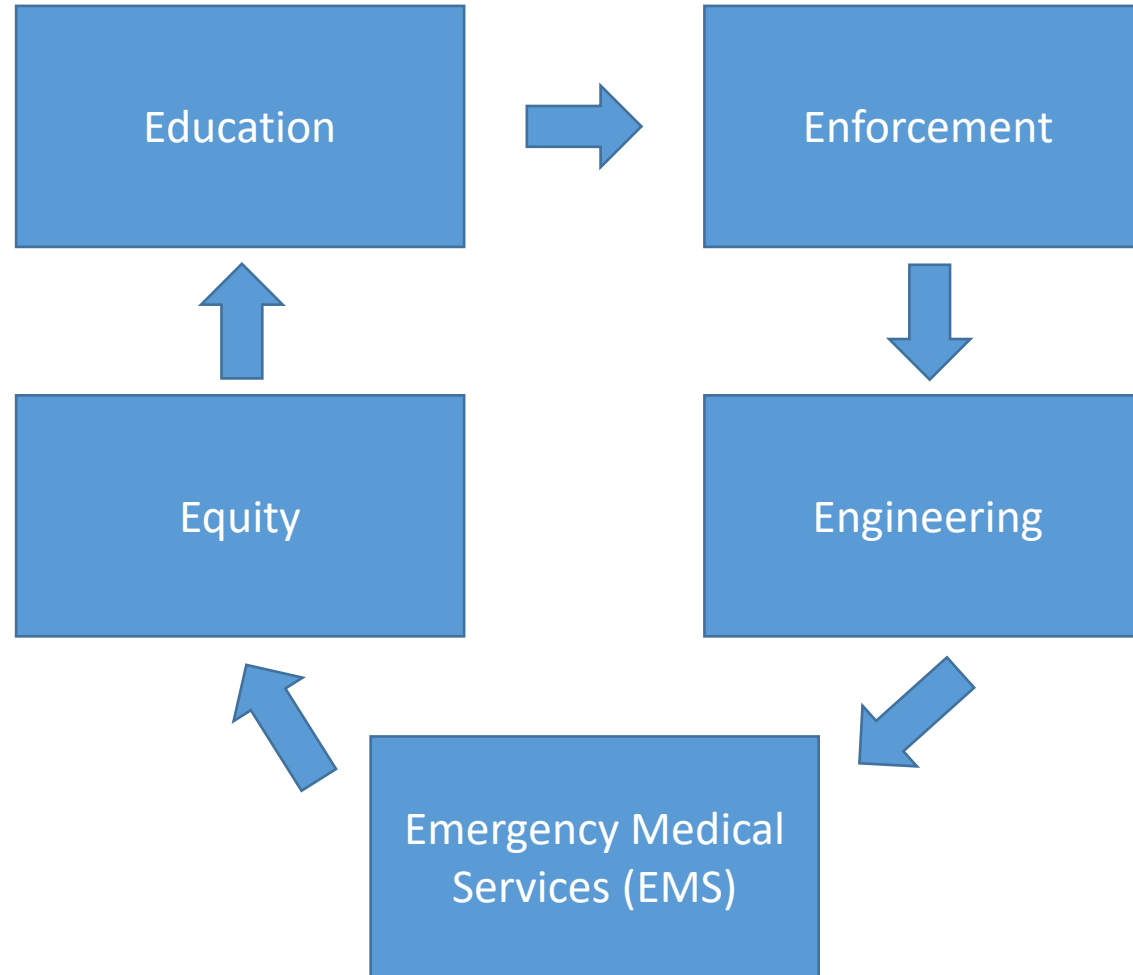 Education
Enforcement
Equity
Engineering
Emergency Medical
Services (EMS)